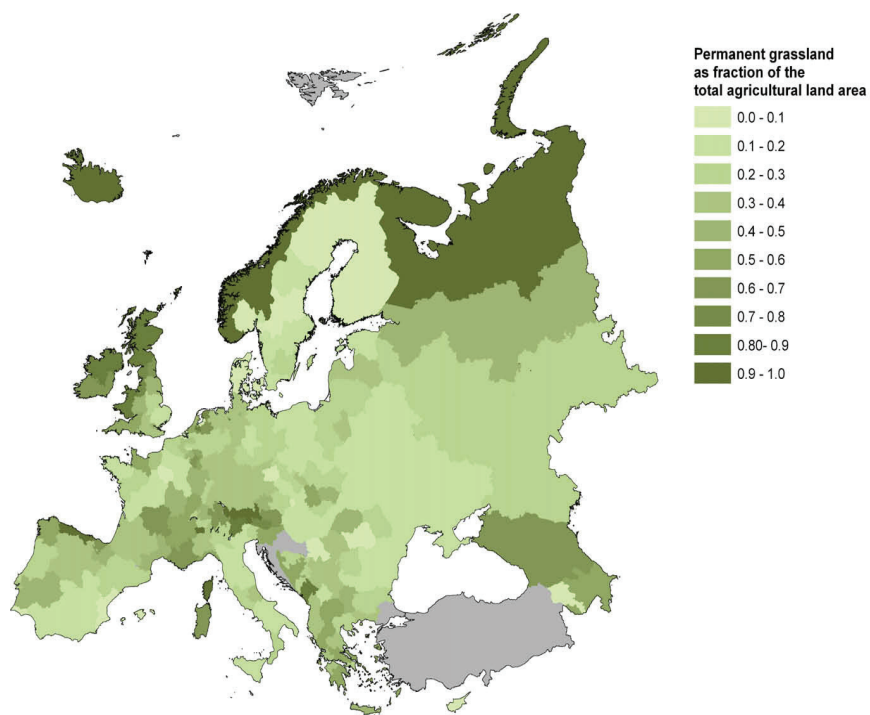 Permanent grassland
as fraction of the
total agricultural land area
0.0 - 0.1
0.1 - 0.2
0.2 - 0.3
0.3 - 0.4
0.4 - 0.5
0.5 - 0.6
0.6 - 0.7
0.7 - 0.8
0.80- 0.9
0.9 - 1.0